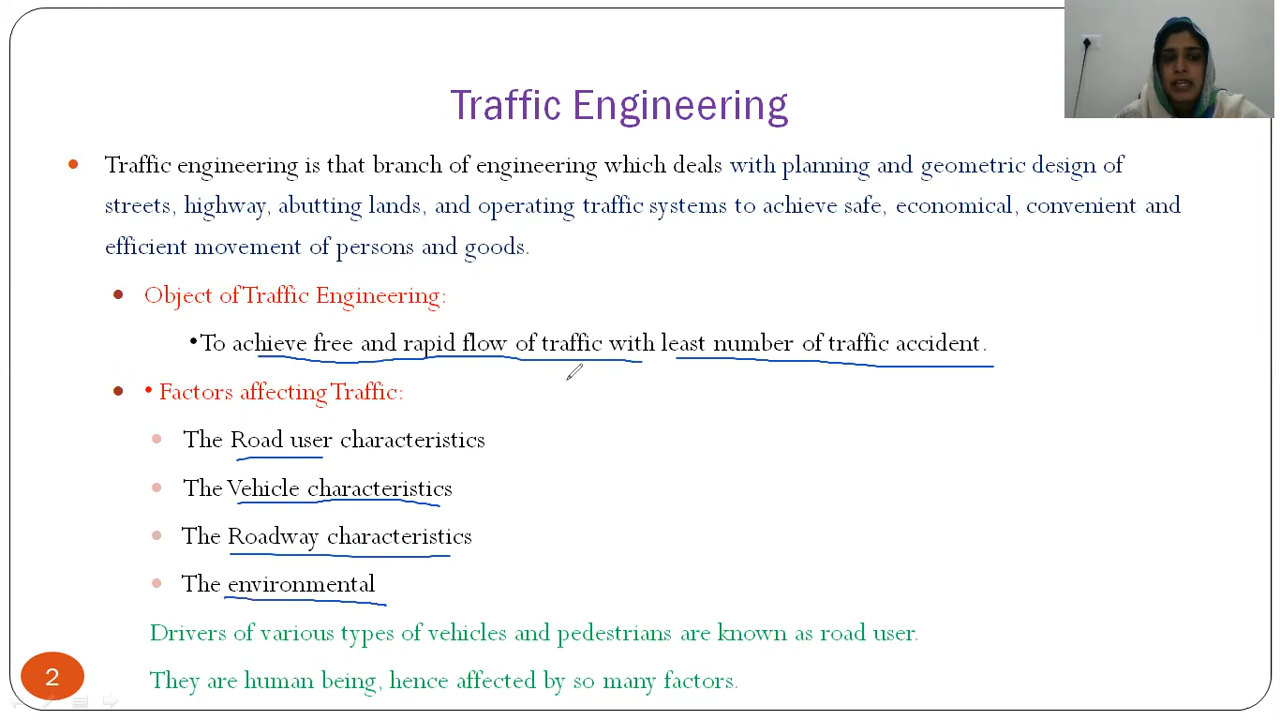 Traffic Engineering
Traffic engineering is that branch of engineering which deals with planning and geometric design of
streets, highway, abutting lands, and operating traffic systems to achieve safe, economical, convenient and
efficient movement of persons and goods.
Object of Traffic Engineering:
•To achieve free and rapid flow of traffic with least number of traffic accident.
• Factors affecting Traffic:
The Road user characteristics
The Vehicle characteristics
The Roadway characteristics
The environmental
Drivers of various types of vehicles and pedestrians are known as road user.
They are human being, hence affected by so many factors.
2